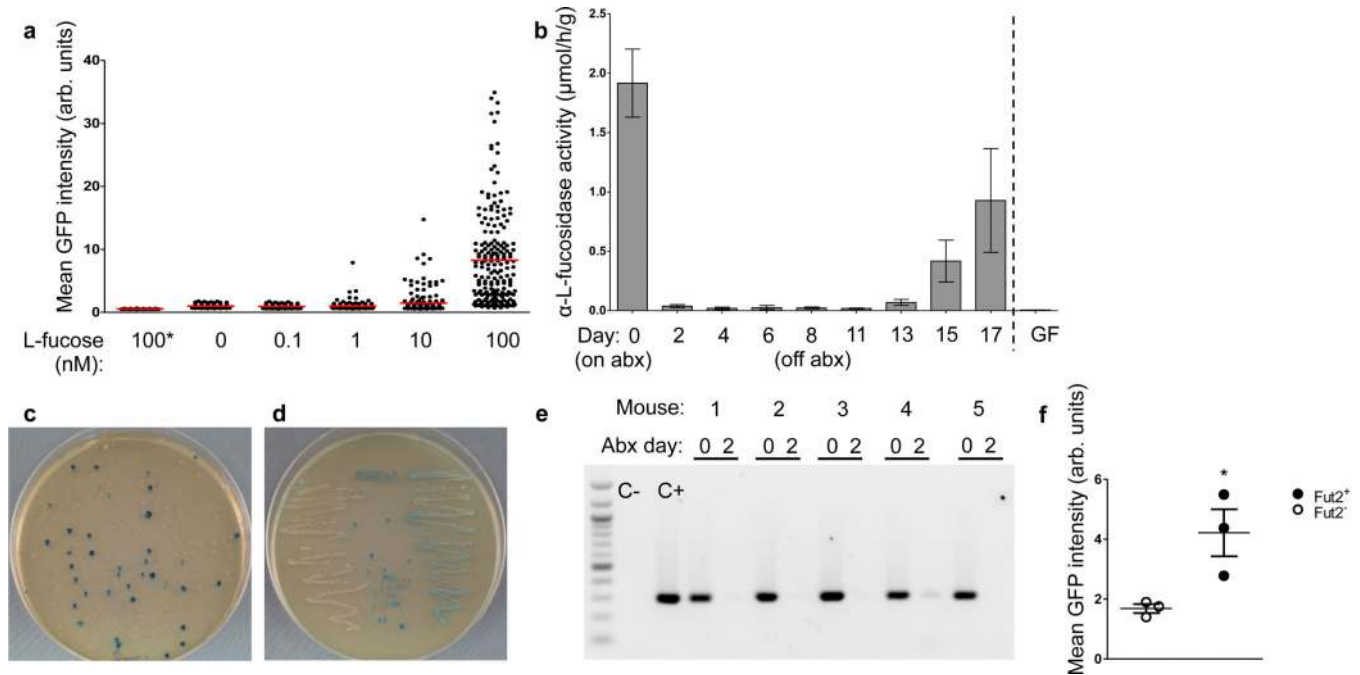 a
Mean GFP intensity (arb. units)
40
30
20
10
0
L-fucose
(nM):
100* 0 0.1 1 10 100
b
α-L-fucosidase activity (μmol/h/g)
2.5
2.0
1.5
1.0
0.5
0.0
Day: 0 2 4 6 8 11 13 15 17 GF
(on abx) (off abx)
c
d
e
Mouse: 1 2 3 4 5
Abx day: 0 2 0 2 0 2 0 2 0 2
C- C+
f
Mean GFP intensity (arb. units)
6
4
2
0
*
Fut2⁺
Fut2⁻